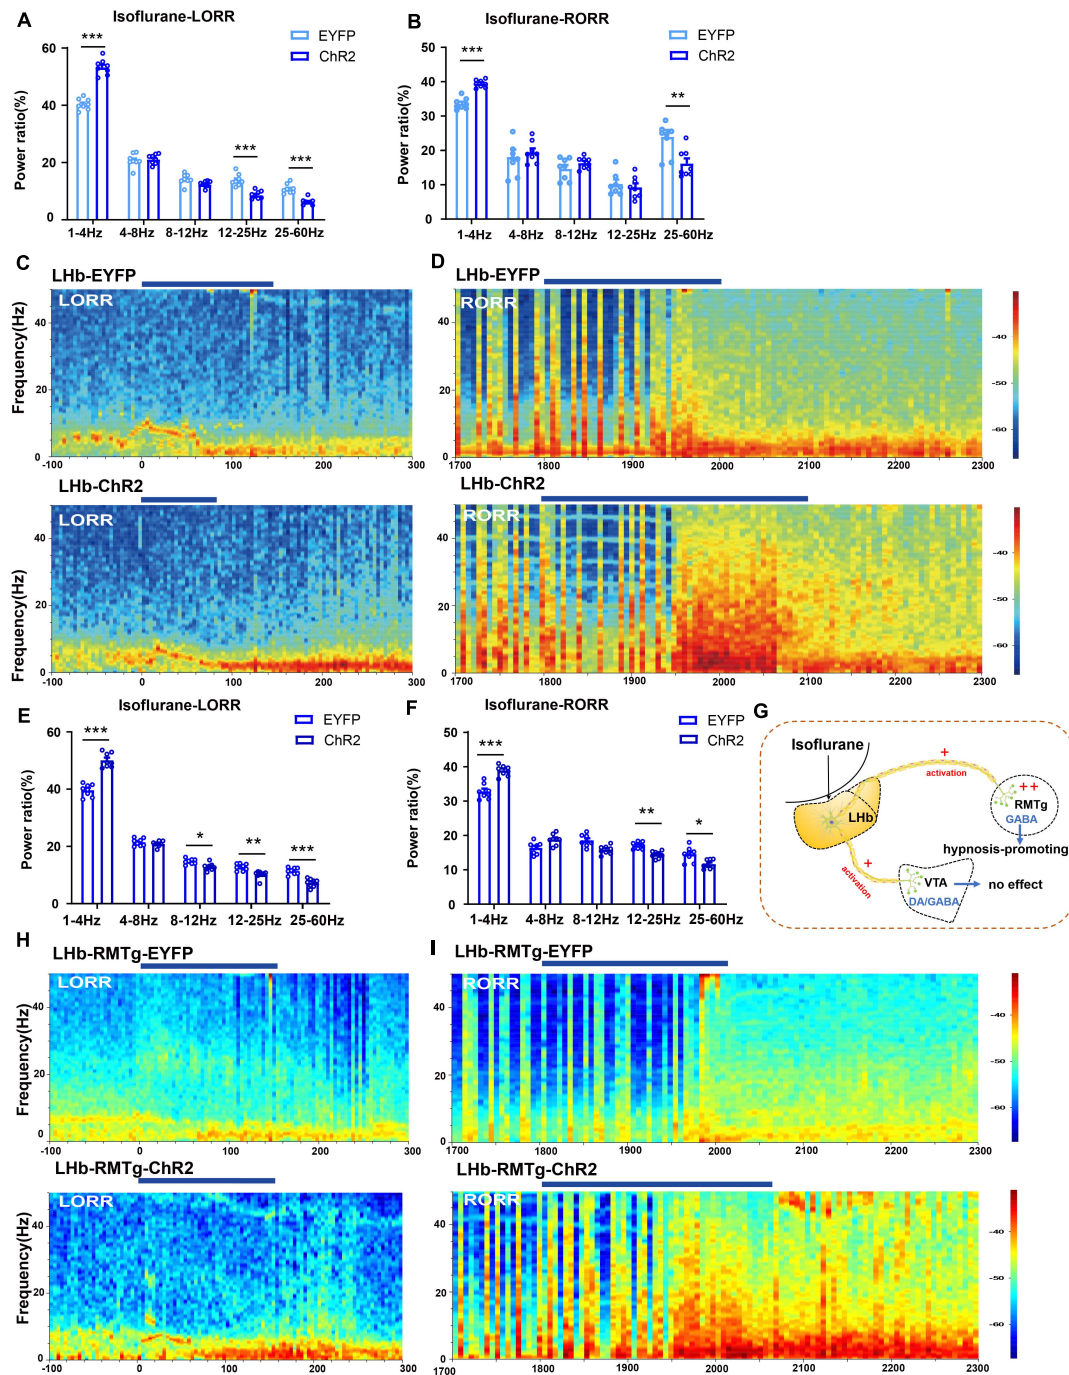 A
Isoflurane-LORR
EYFP
ChR2
Power ratio(%)
60
40
20
0
***
***
***
1-4Hz 4-8Hz 8-12Hz 12-25Hz 25-60Hz
B
Isoflurane-RORR
EYFP
ChR2
Power ratio(%)
50
40
30
20
10
0
***
**
1-4Hz 4-8Hz 8-12Hz 12-25Hz 25-60Hz
C
LHb-EYFP
LORR
Frequency(Hz)
40
20
0
-100 0 100 200 300
LHb-ChR2
LORR
Frequency(Hz)
40
20
0
-100 0 100 200 300
D
LHb-EYFP
RORR
40
20
0
1700 1800 1900 2000 2100 2200 2300
-40
-50
-60
LHb-ChR2
RORR
40
20
0
1700 1800 1900 2000 2100 2200 2300
-40
-50
-60
E
Isoflurane-LORR
EYFP
ChR2
Power ratio(%)
60
40
20
0
***
*
**
***
1-4Hz 4-8Hz 8-12Hz 12-25Hz 25-60Hz
F
Isoflurane-RORR
EYFP
ChR2
Power ratio(%)
50
40
30
20
10
0
***
**
*
1-4Hz 4-8Hz 8-12Hz 12-25Hz 25-60Hz
G
Isoflurane
+
activation
LHb
++
RMTg
GABA
hypnosis-promoting
+
activation
VTA
no effect
DA/GABA
H
LHb-RMTg-EYFP
LORR
Frequency(Hz)
40
20
0
-100 0 100 200 300
LHb-RMTg-ChR2
LORR
Frequency(Hz)
40
20
0
-100 0 100 200 300
I
LHb-RMTg-EYFP
RORR
40
20
0
1700 1800 1900 2000 2100 2200 2300
-40
-50
-60
LHb-RMTg-ChR2
RORR
40
20
0
1700 1800 1900 2000 2100 2200 2300
-40
-50
-60